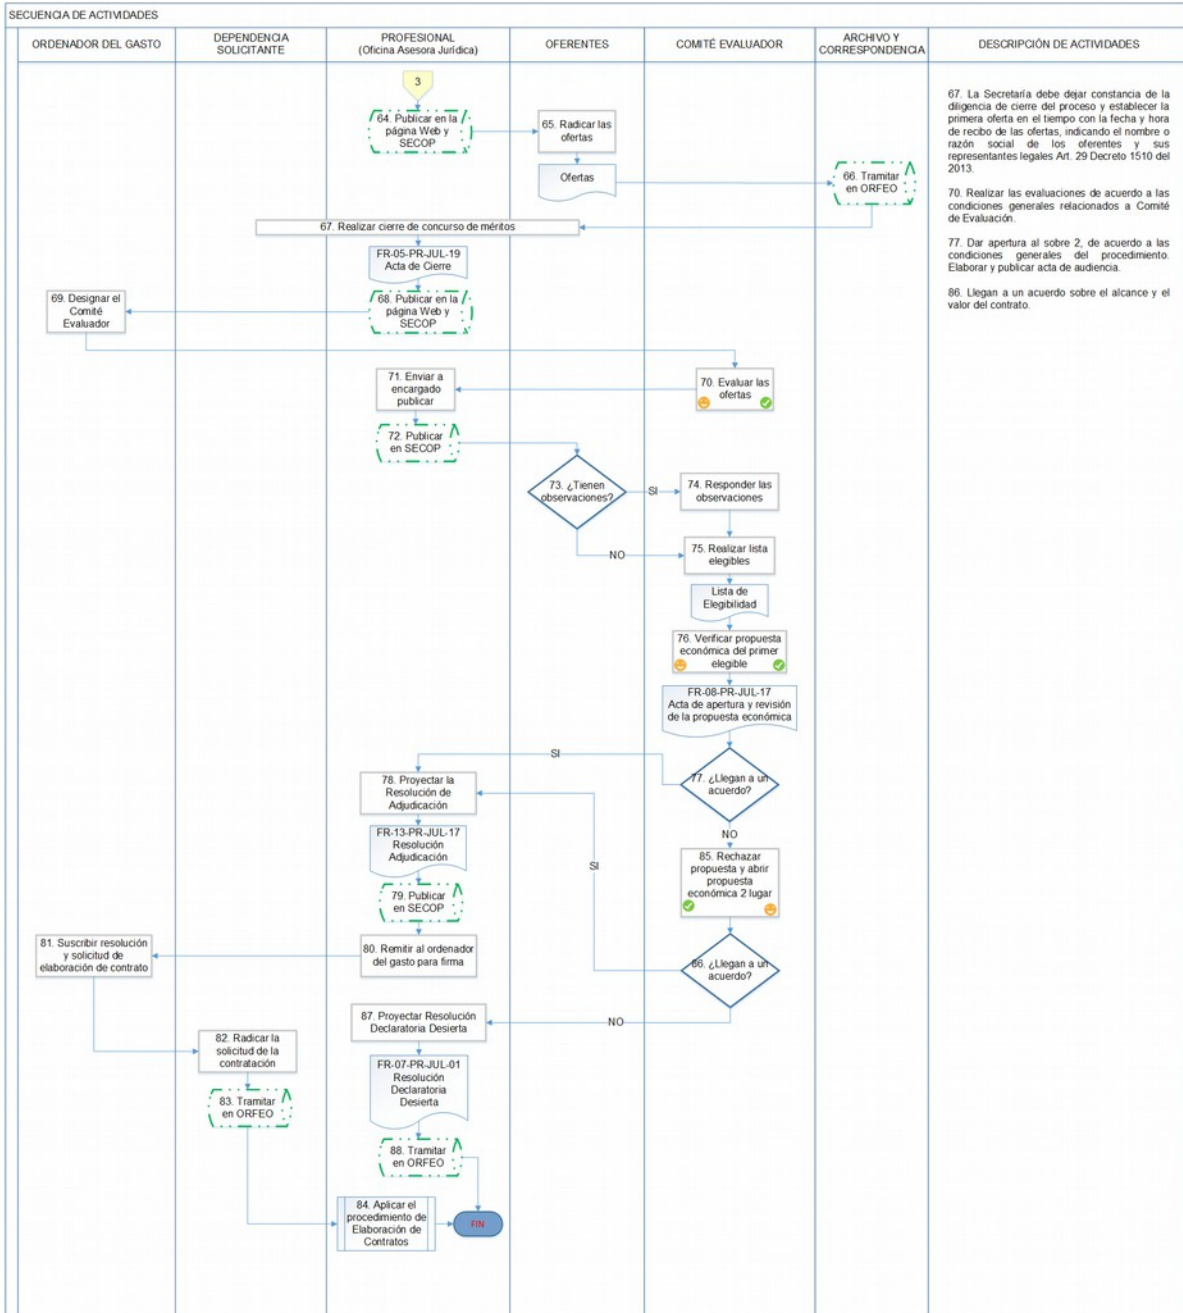 SECUENCIA DE ACTIVIDADES
ORDENADOR DEL GASTO
DEPENDENCIA
SOLICITANTE
PROFESIONAL
(Oficina Asesora Jurídica)
OFERENTES
COMITÉ EVALUADOR
ARCHIVO Y
CORRESPONDENCIA
DESCRIPCIÓN DE ACTIVIDADES
3
64. Publicar en la
página Web y
SECOP
65. Radicar las
ofertas
Ofertas
66. Tramitar
en ORFEO
67. Realizar cierre de concurso de méritos
FR-05-PR-JUL-19
Acta de Cierre
68. Publicar en la
página Web y
SECOP
69. Designar el
Comité
Evaluador
70. Evaluar las
ofertas
71. Enviar a
encargado
publicar
72. Publicar
en SECOP
73. ¿Tienen
observaciones?
SI
74. Responder las
observaciones
NO
75. Realizar lista
elegibles
Lista de
Elegibilidad
76. Verificar propuesta
económica del primer
elegible
FR-08-PR-JUL-17
Acta de apertura y revisión
de la propuesta económica
SI
77. ¿Llegan a un
acuerdo?
78. Proyectar la
Resolución de
Adjudicación
NO
FR-13-PR-JUL-17
Resolución
Adjudicación
SI
85. Rechazar
propuesta y abrir
propuesta
económica 2 lugar
79. Publicar
en SECOP
81. Suscribir resolución
y solicitud de
elaboración de contrato
80. Remitir al ordenador
del gasto para firma
86. ¿Llegan a un
acuerdo?
87. Proyectar Resolución
Declaratoria Desierta
NO
82. Radicar la
solicitud de la
contratación
FR-07-PR-JUL-01
Resolución
Declaratoria
Desierta
83. Tramitar
en ORFEO
88. Tramitar
en ORFEO
84. Aplicar el
procedimiento de
Elaboración de
Contratos
FIN
67. La Secretaría debe dejar constancia de la
diligencia de cierre del proceso y establecer la
primera oferta en el tiempo con la fecha y hora
de recibo de las ofertas, indicando el nombre o
razón social de los oferentes y sus
representantes legales Art. 29 Decreto 1510 del
2013.
70. Realizar las evaluaciones de acuerdo a las
condiciones generales relacionados a Comité
de Evaluación.
77. Dar apertura al sobre 2, de acuerdo a las
condiciones generales del procedimiento.
Elaborar y publicar acta de audiencia.
86. Llegan a un acuerdo sobre el alcance y el
valor del contrato.